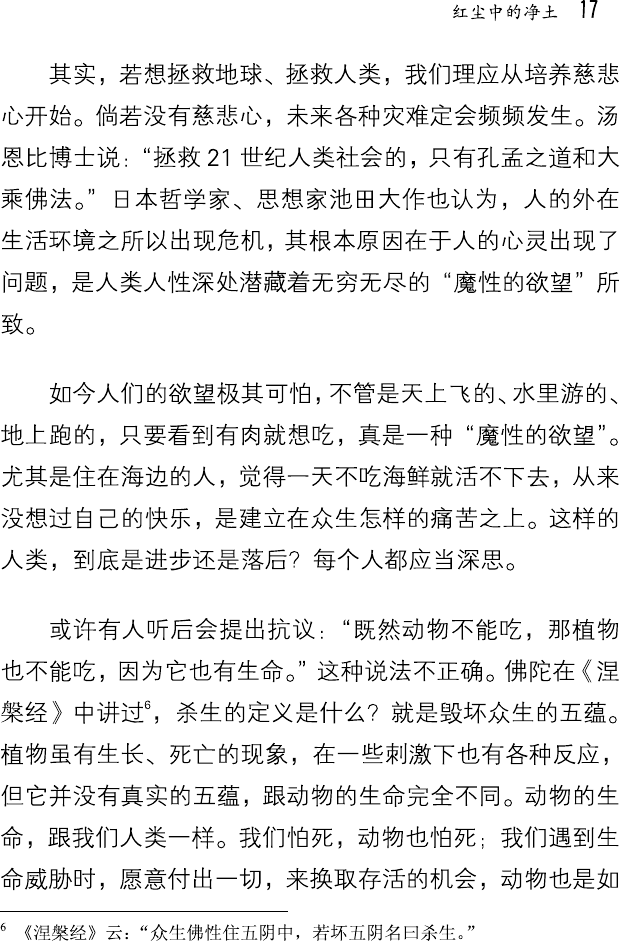 红尘中的净土 17
其实，若想拯救地球、拯救人类，我们理应从培养慈悲
心开始。倘若没有慈悲心，未来各种灾难定会频频发生。汤
恩比博士说：“拯救 21 世纪人类社会的，只有孔孟之道和大
乘佛法。”日本哲学家、思想家池田大作也认为，人的外在
生活环境之所以出现危机，其根本原因在于人的心灵出现了
问题，是人类人性深处潜藏着无穷无尽的“魔性的欲望”所
致。
如今人们的欲望极其可怕，不管是天上飞的、水里游的、
地上跑的，只要看到有肉就想吃，真是一种“魔性的欲望”。
尤其是住在海边的人，觉得一天不吃海鲜就活不下去，从来
没想过自己的快乐，是建立在众生怎样的痛苦之上。这样的
人类，到底是进步还是落后？每个人都应当深思。
或许有人听后会提出抗议：“既然动物不能吃，那植物
也不能吃，因为它也有生命。”这种说法不正确。佛陀在《涅
槃经》中讲过6，杀生的定义是什么？就是毁坏众生的五蕴。
植物虽有生长、死亡的现象，在一些刺激下也有各种反应，
但它并没有真实的五蕴，跟动物的生命完全不同。动物的生
命，跟我们人类一样。我们怕死，动物也怕死；我们遇到生
命威胁时，愿意付出一切，来换取存活的机会，动物也是如
6 《涅槃经》云：“众生佛性住五阴中，若坏五阴名曰杀生。”